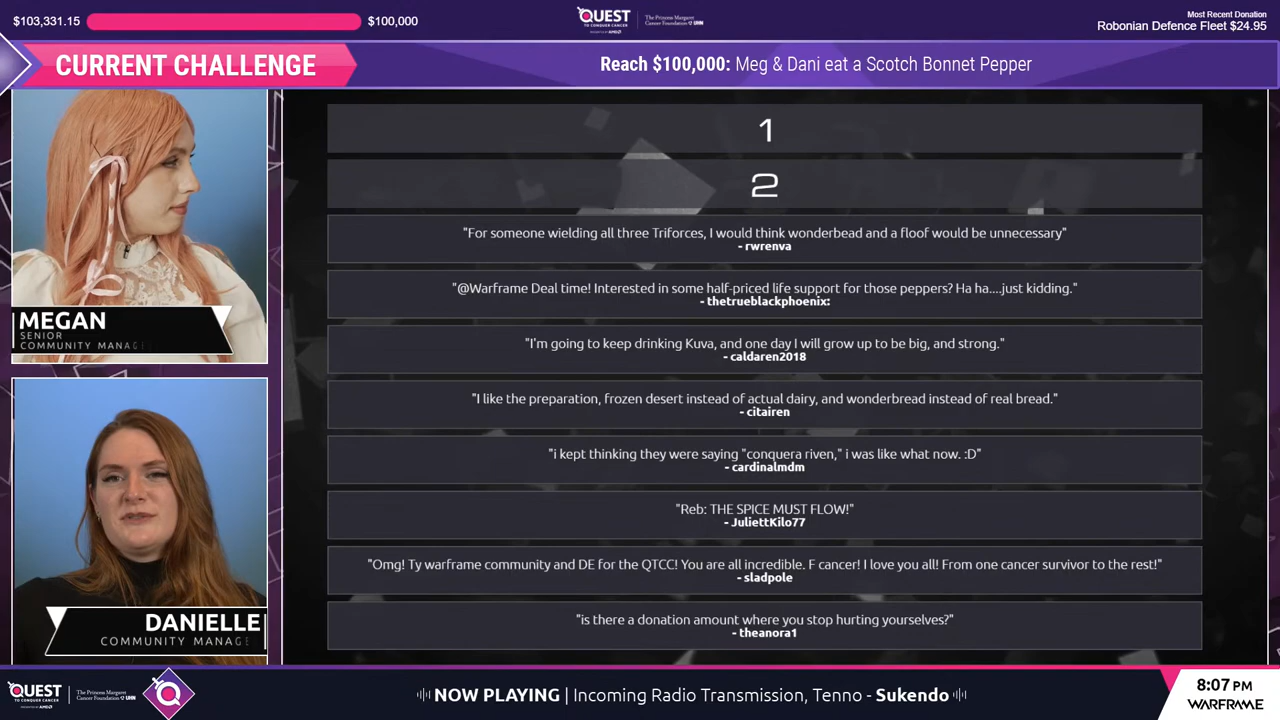 $103,331.15
$100,000
QUEST
TO CONQUER CANCER
The Princess Margaret
Cancer Foundation UHN
Most Recent Donation
Robonian Defence Fleet $24.95
CURRENT CHALLENGE
Reach $100,000: Meg & Dani eat a Scotch Bonnet Pepper
1
2
"For someone wielding all three Triforces, I would think wonderbead and a floof would be unnecessary"
- rwrenva
"@Warframe Deal time! Interested in some half-priced life support for those peppers? Ha ha....just kidding."
- thetrueblackphoenix:
"I'm going to keep drinking Kuva, and one day I will grow up to be big, and strong."
- caldaren2018
"I like the preparation, frozen desert instead of actual dairy, and wonderbread instead of real bread."
- citairen
"i kept thinking they were saying "conquera riven," i was like what now. :D"
- cardinalmdm
"Reb: THE SPICE MUST FLOW!"
- JuliettKilo77
"Omg! Ty warframe community and DE for the QTCC! You are all incredible. F cancer! I love you all! From one cancer survivor to the rest!"
- sladpole
"is there a donation amount where you stop hurting yourselves?"
- theanora1
MEGAN
SENIOR
COMMUNITY MANAGE
DANIELLE
COMMUNITY MANAGE
QUEST
TO CONQUER CANCER
The Princess Margaret
Cancer Foundation UHN
NOW PLAYING | Incoming Radio Transmission, Tenno - Sukendo
8:07 PM
WARFRAME